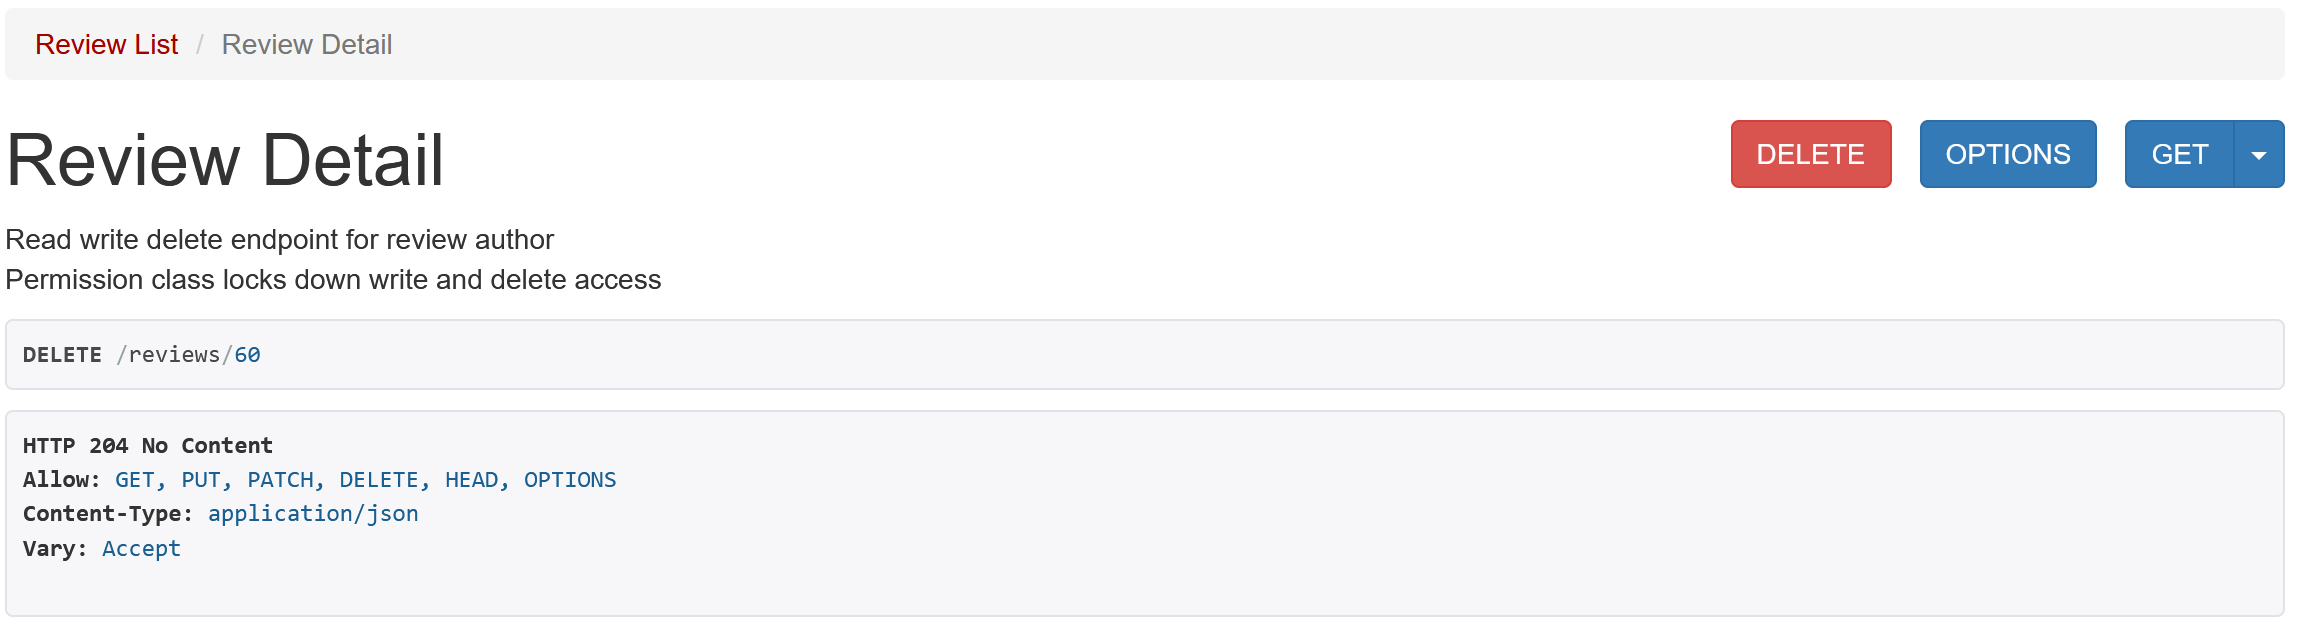 Review List / Review Detail
Review Detail
DELETE OPTIONS GET
Read write delete endpoint for review author
Permission class locks down write and delete access
DELETE /reviews/60
HTTP 204 No Content
Allow: GET, PUT, PATCH, DELETE, HEAD, OPTIONS
Content-Type: application/json
Vary: Accept